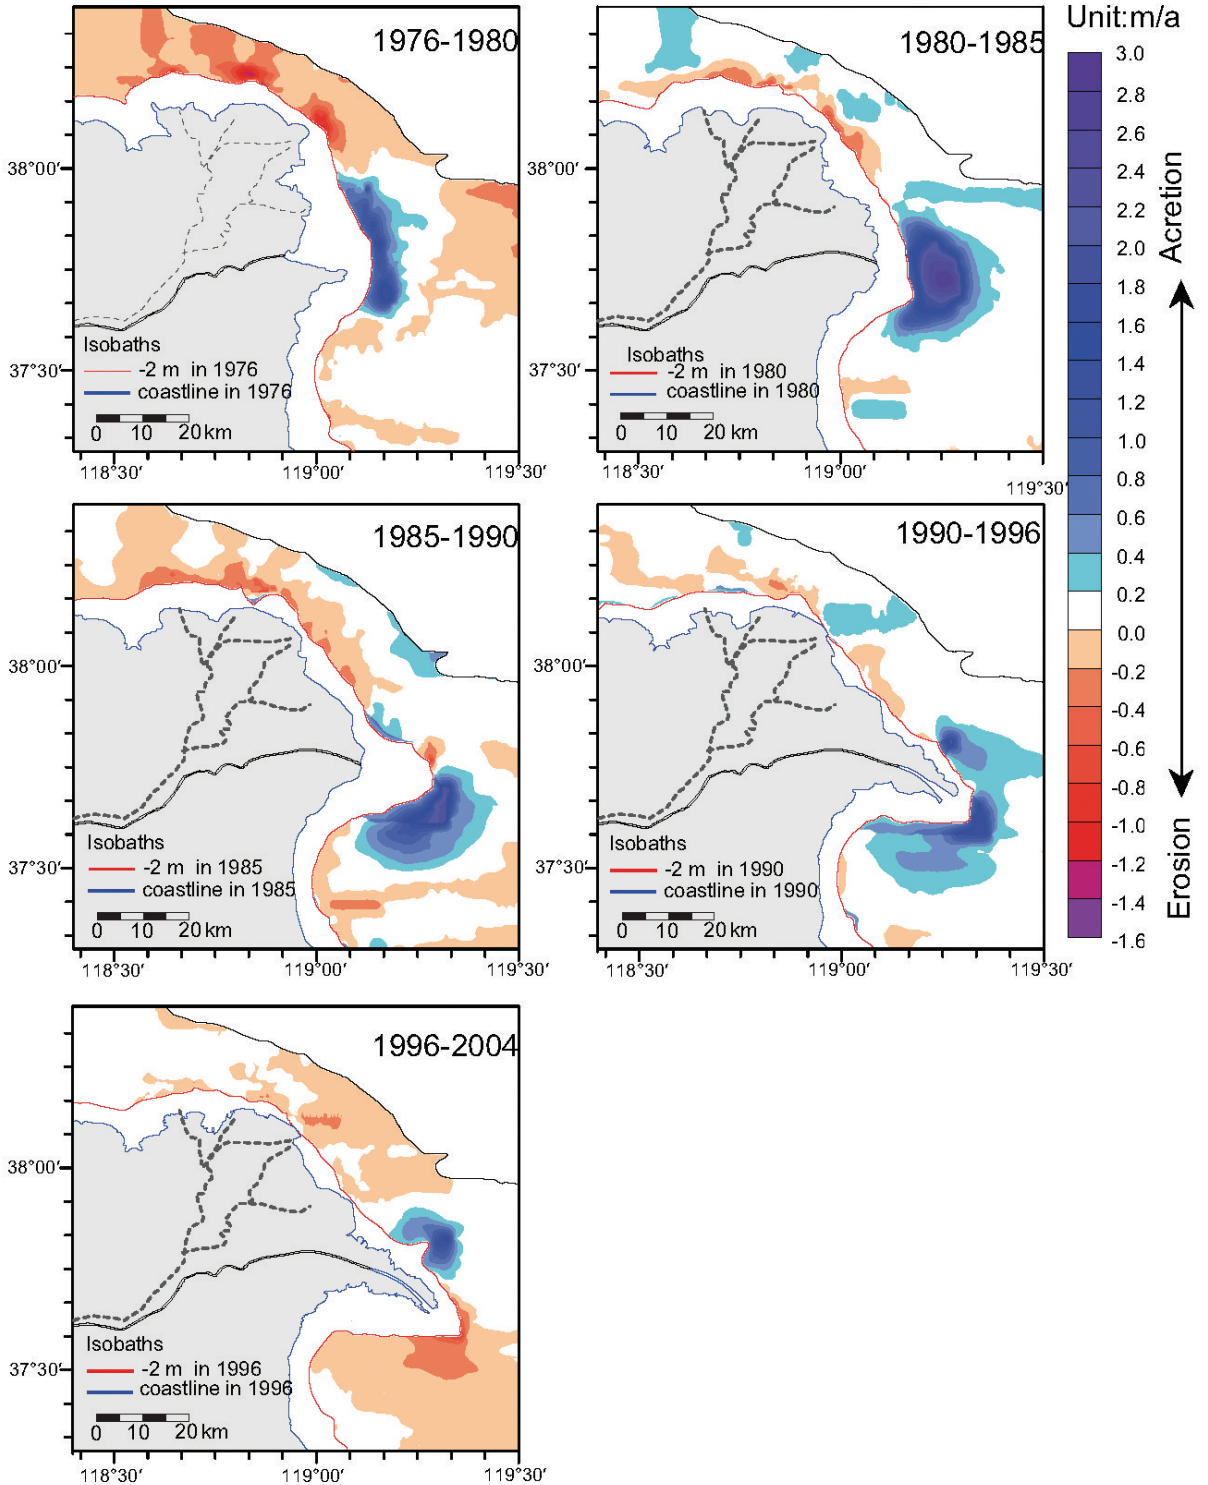 Unit:m/a
1976-1980
38°00′
37°30′
Isobaths
-2 m in 1976
coastline in 1976
0 10 20 km
118°30′ 119°00′ 119°30′
1980-1985
38°00′
37°30′
Isobaths
-2 m in 1980
coastline in 1980
0 10 20 km
118°30′ 119°00′ 119°30′
3.0
2.8
2.6
2.4
2.2
2.0
1.8
1.6
1.4
1.2
1.0
0.8
0.6
0.4
0.2
0.0
-0.2
-0.4
-0.6
-0.8
-1.0
-1.2
-1.4
-1.6
Acretion
Erosion
1985-1990
38°00′
37°30′
Isobaths
-2 m in 1985
coastline in 1985
0 10 20 km
118°30′ 119°00′ 119°30′
1990-1996
38°00′
37°30′
Isobaths
-2 m in 1990
coastline in 1990
0 10 20 km
118°30′ 119°00′ 119°30′
1996-2004
38°00′
37°30′
Isobaths
-2 m in 1996
coastline in 1996
0 10 20 km
118°30′ 119°00′ 119°30′